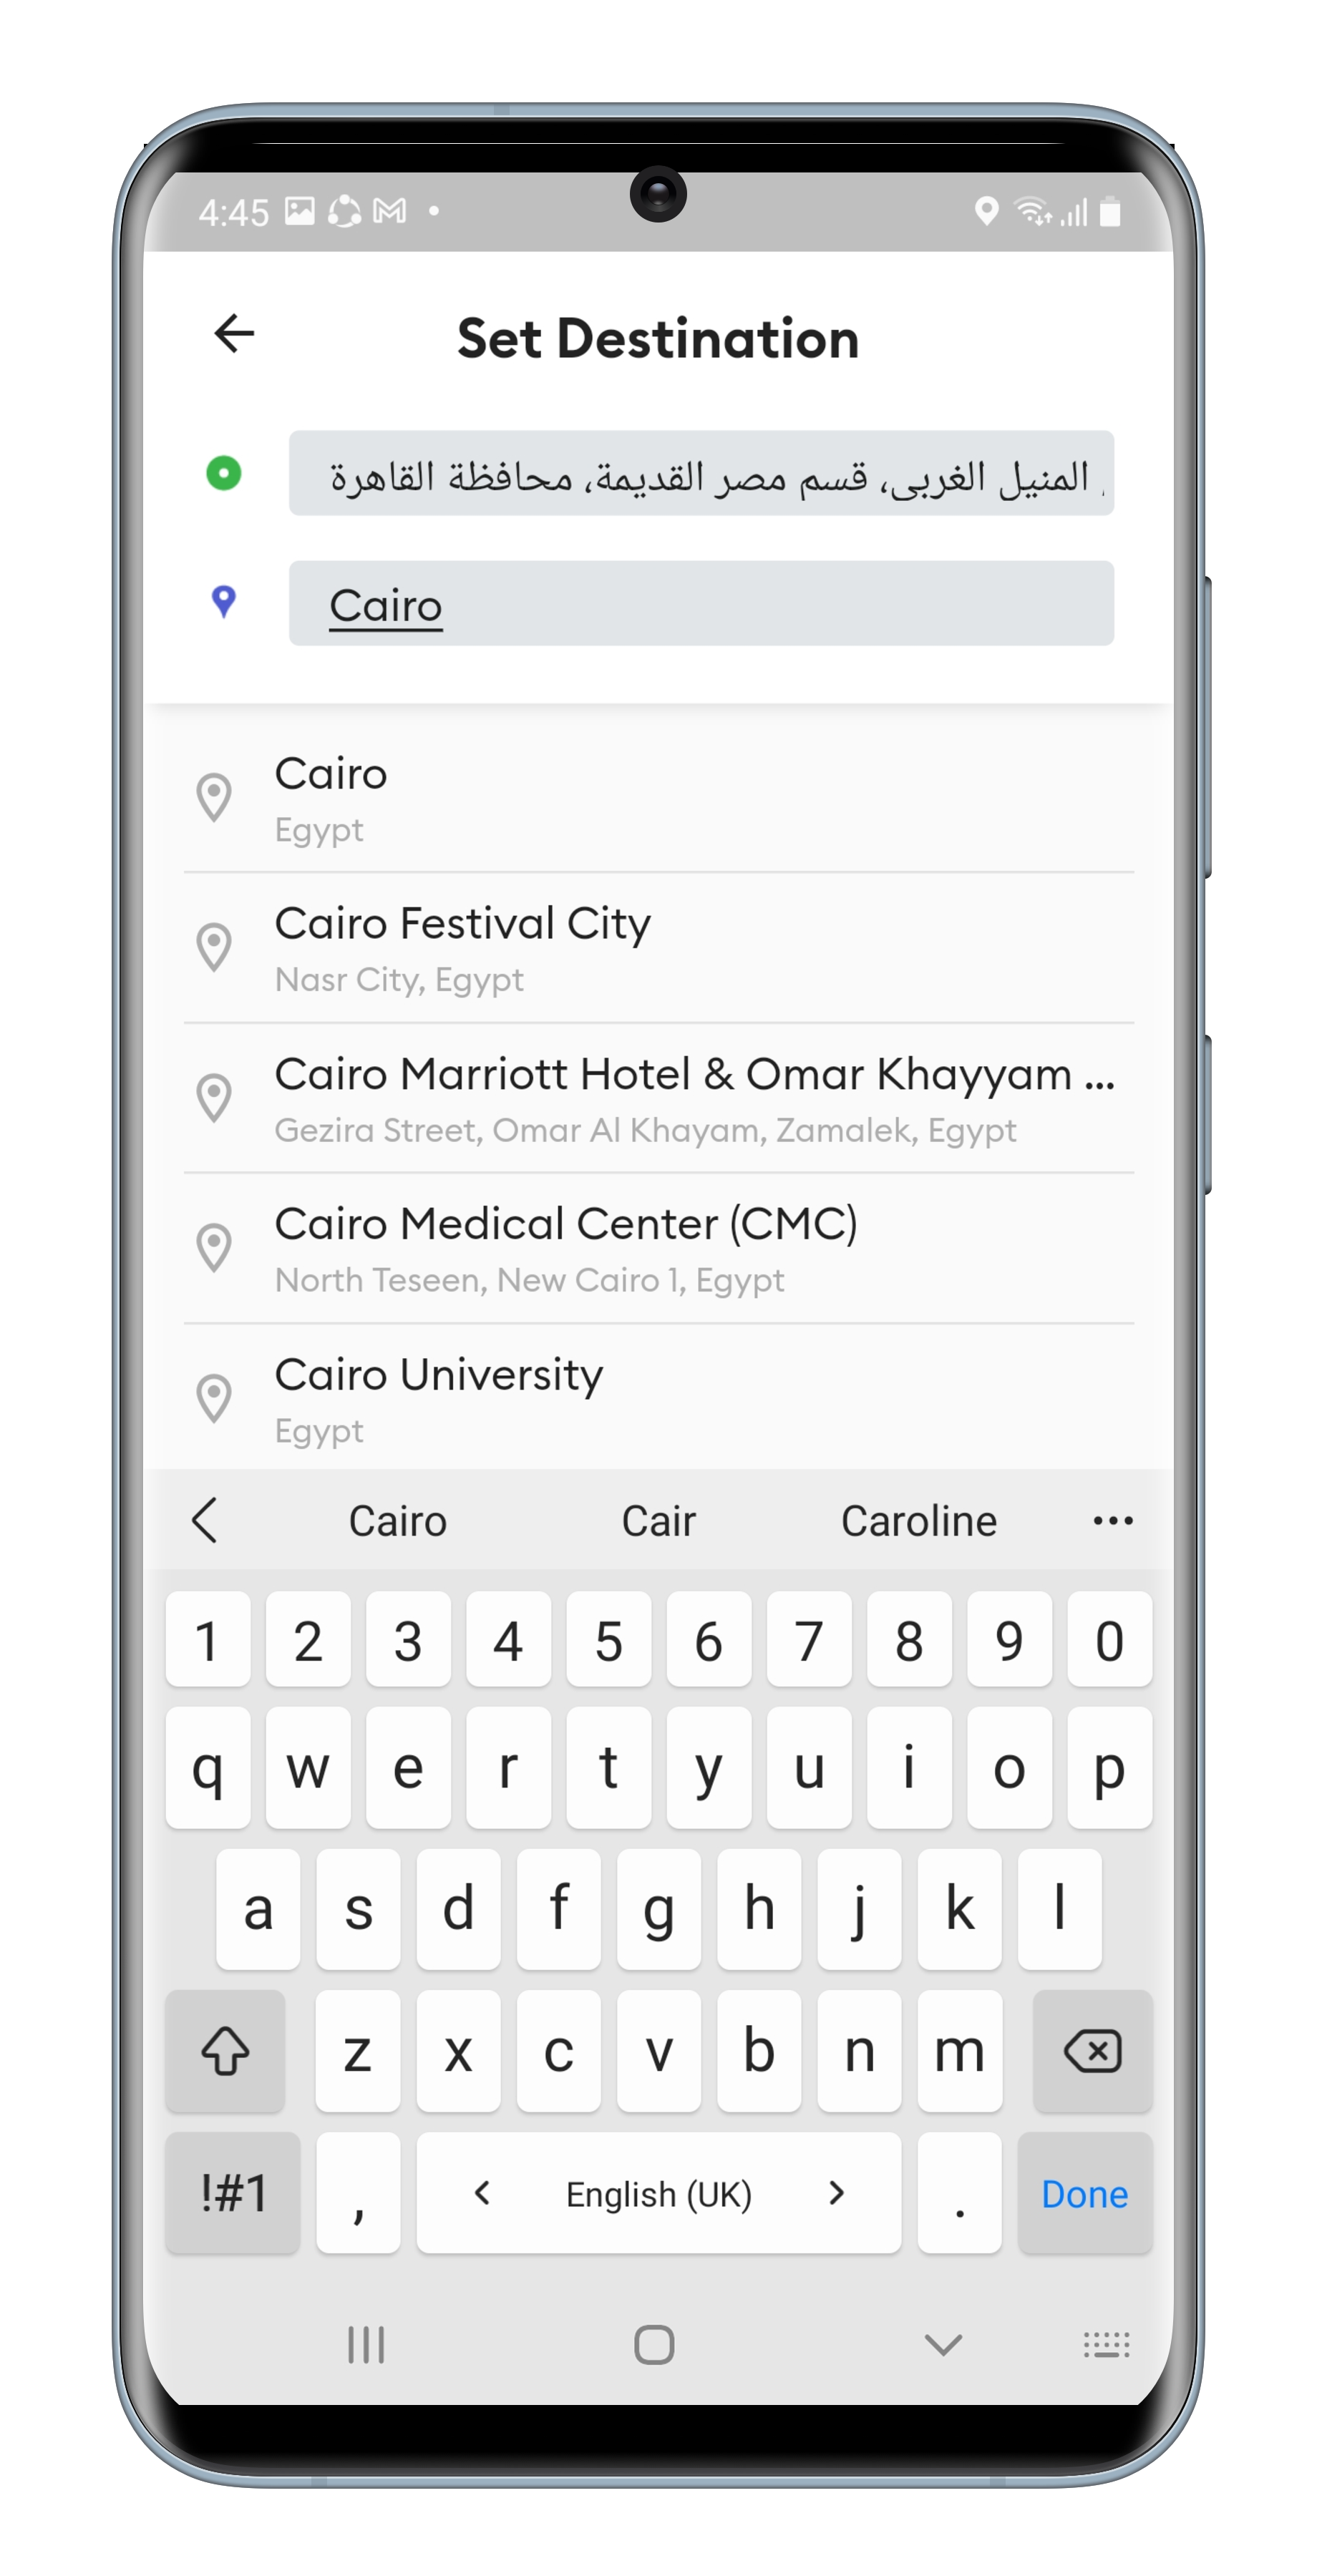 4:45
Set Destination
المنيل الغربى، قسم مصر القديمة، محافظة القاهرة
Cairo
Cairo
Egypt
Cairo Festival City
Nasr City, Egypt
Cairo Marriott Hotel & Omar Khayyam ...
Gezira Street, Omar Al Khayam, Zamalek, Egypt
Cairo Medical Center (CMC)
North Teseen, New Cairo 1, Egypt
Cairo University
Egypt
Cairo Cair Caroline ...
1 2 3 4 5 6 7 8 9 0
q w e r t y u i o p
a s d f g h j k l
z x c v b n m
!#1 , < English (UK) > . Done